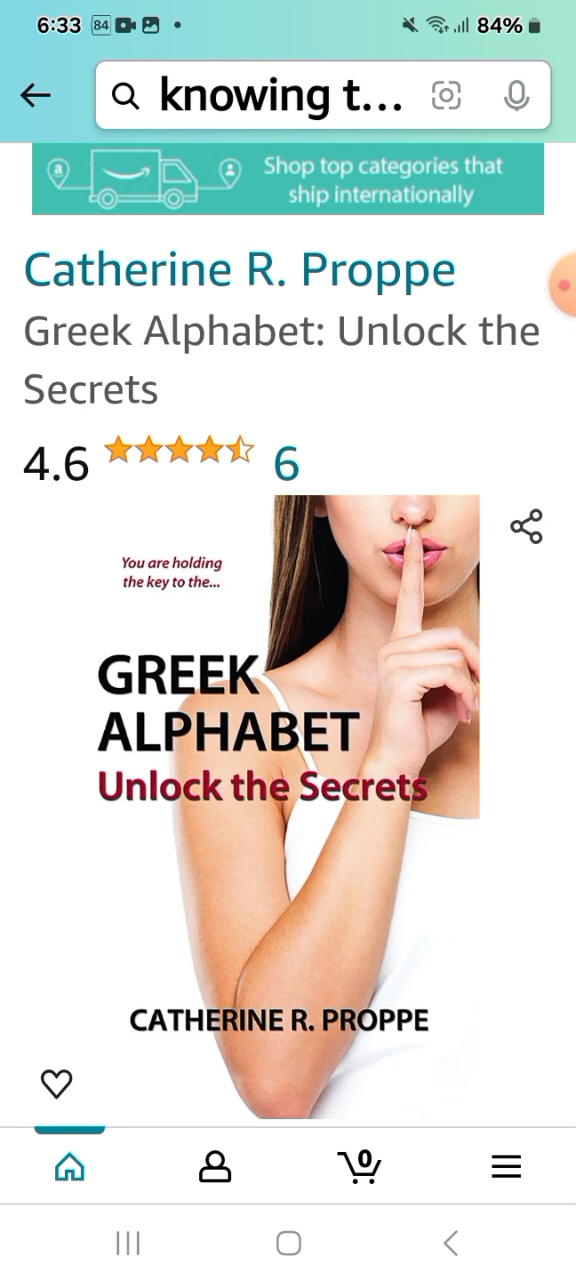 6:33 84 84%
knowing t...
Shop top categories that
ship internationally
Catherine R. Proppe
Greek Alphabet: Unlock the
Secrets
4.6 6
You are holding
the key to the...
GREEK
ALPHABET
Unlock the Secrets
CATHERINE R. PROPPE
0